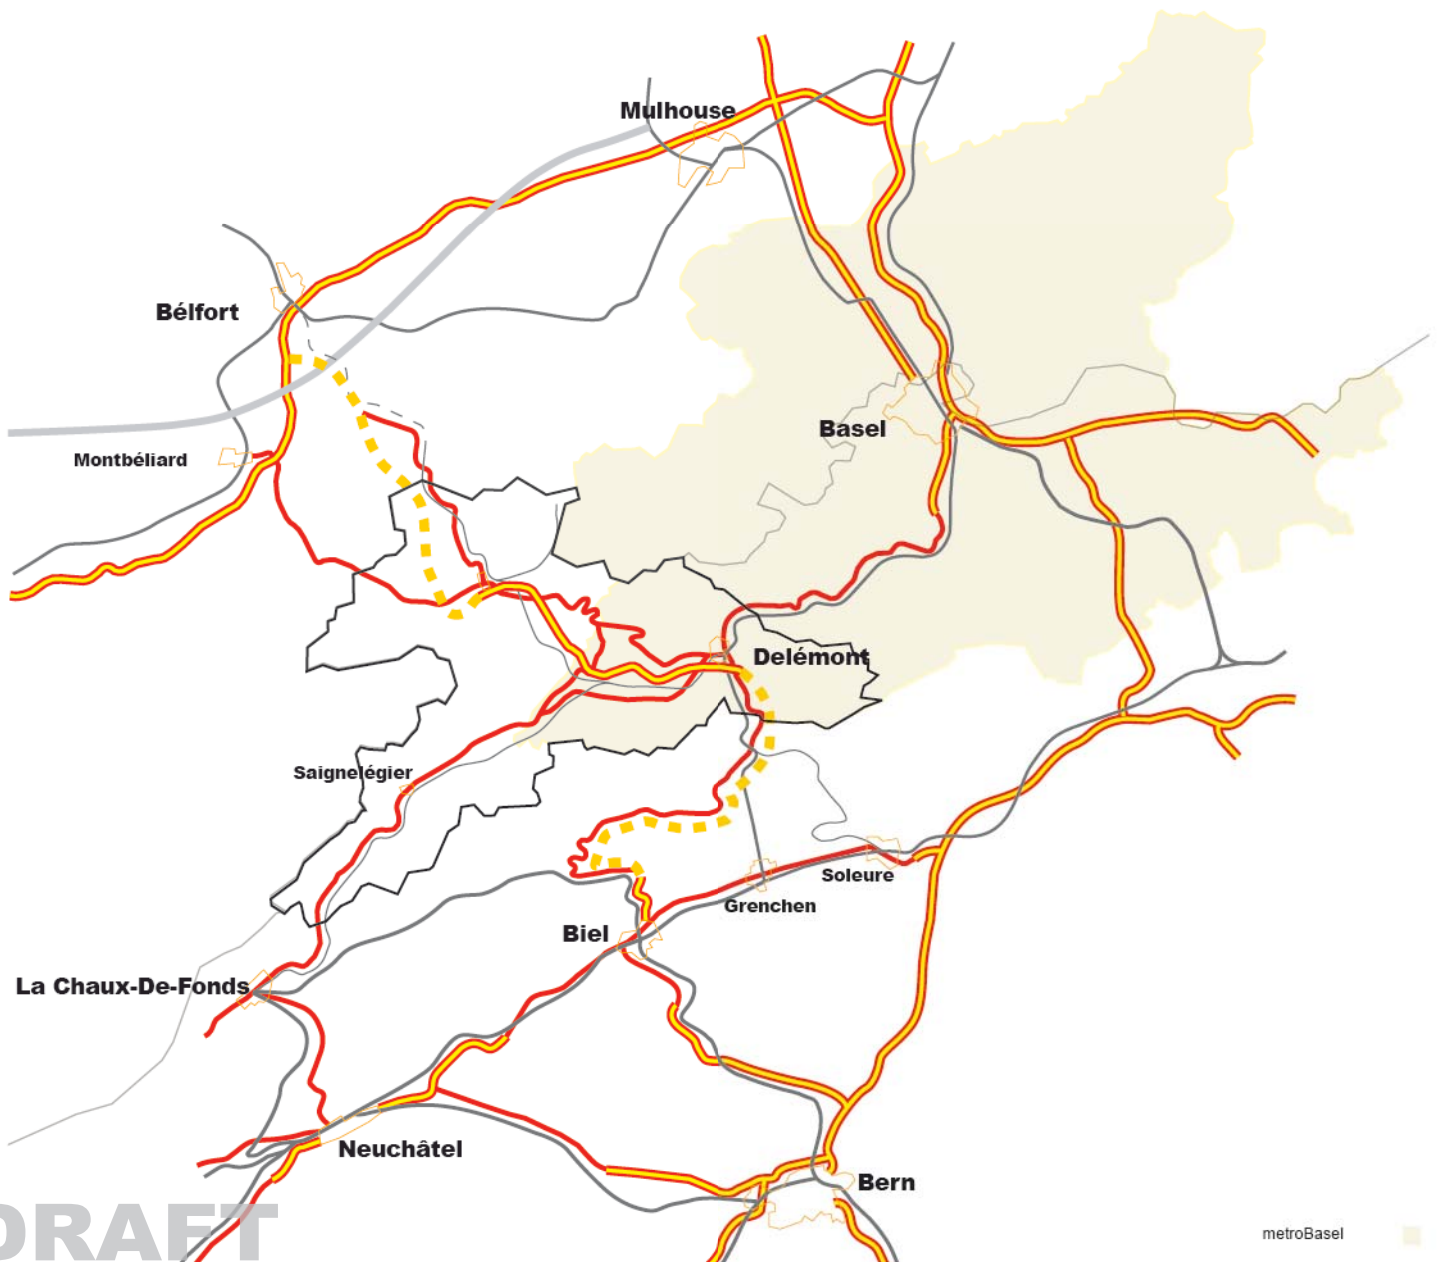 Mulhouse
Bélfort
Basel
Montbéliard
Delémont
Saignelégier
Soleure
Grenchen
Biel
La Chaux-De-Fonds
Neuchâtel
Bern
DRAFT
metroBasel